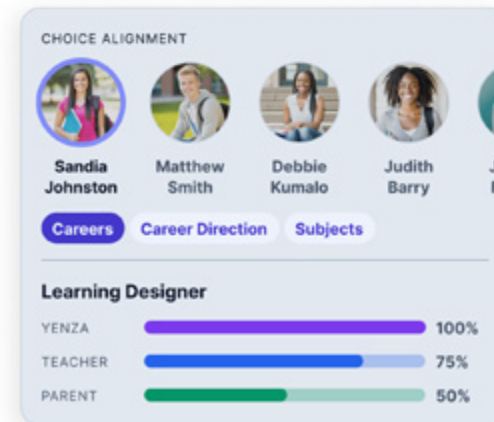 CHOICE ALIGNMENT
Sandia Johnston
Matthew Smith
Debbie Kumalo
Judith Barry
Careers
Career Direction
Subjects
Learning Designer
YENZA 100%
TEACHER 75%
PARENT 50%